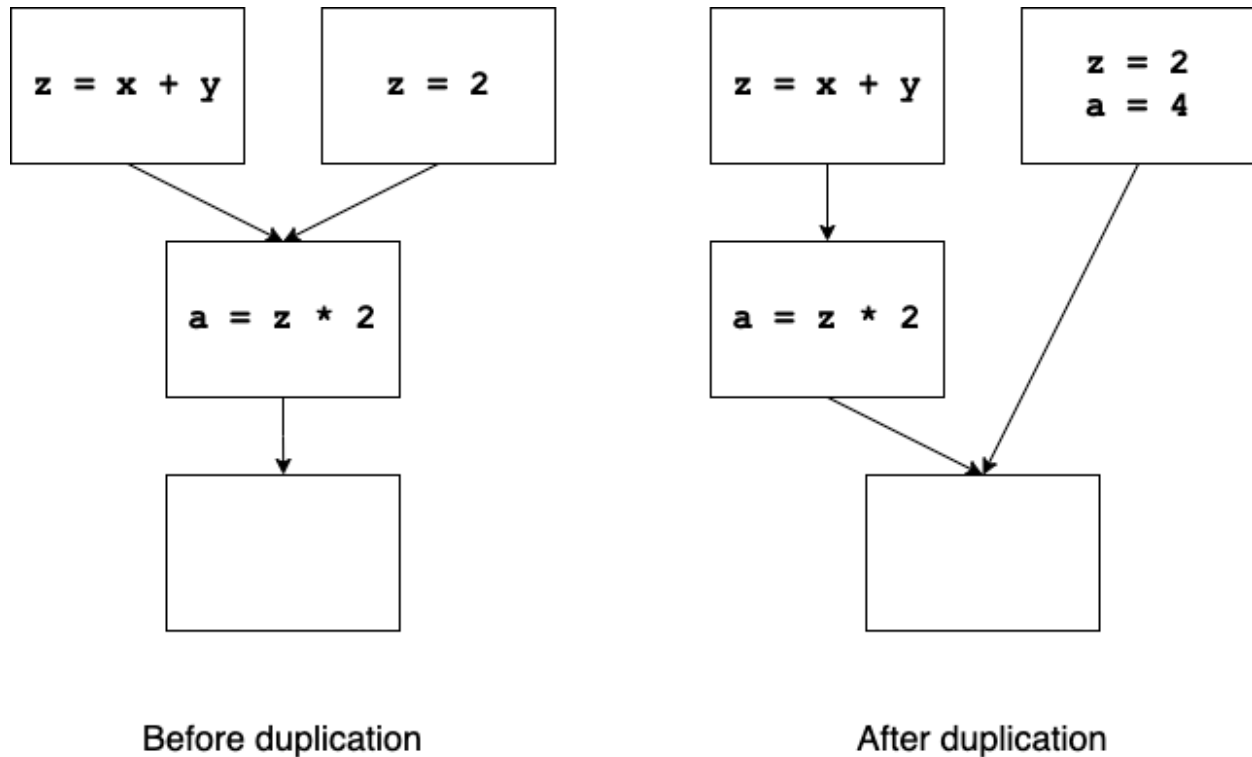 z = x + y
z = 2
a = z * 2
Before duplication
z = x + y
z = 2
a = 4
a = z * 2
After duplication